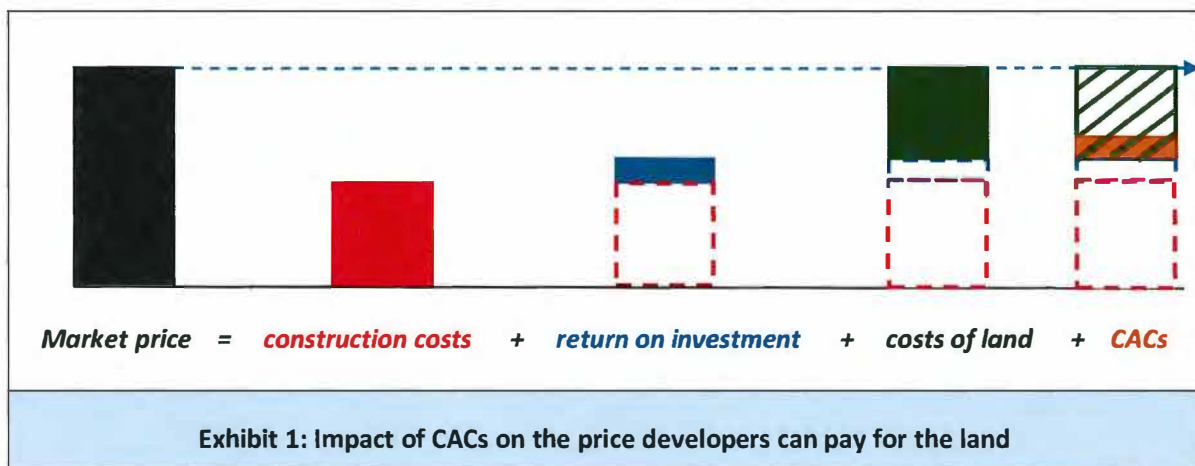 Market price = construction costs + return on investment + costs of land + CACs
Exhibit 1: Impact of CACs on the price developers can pay for the land